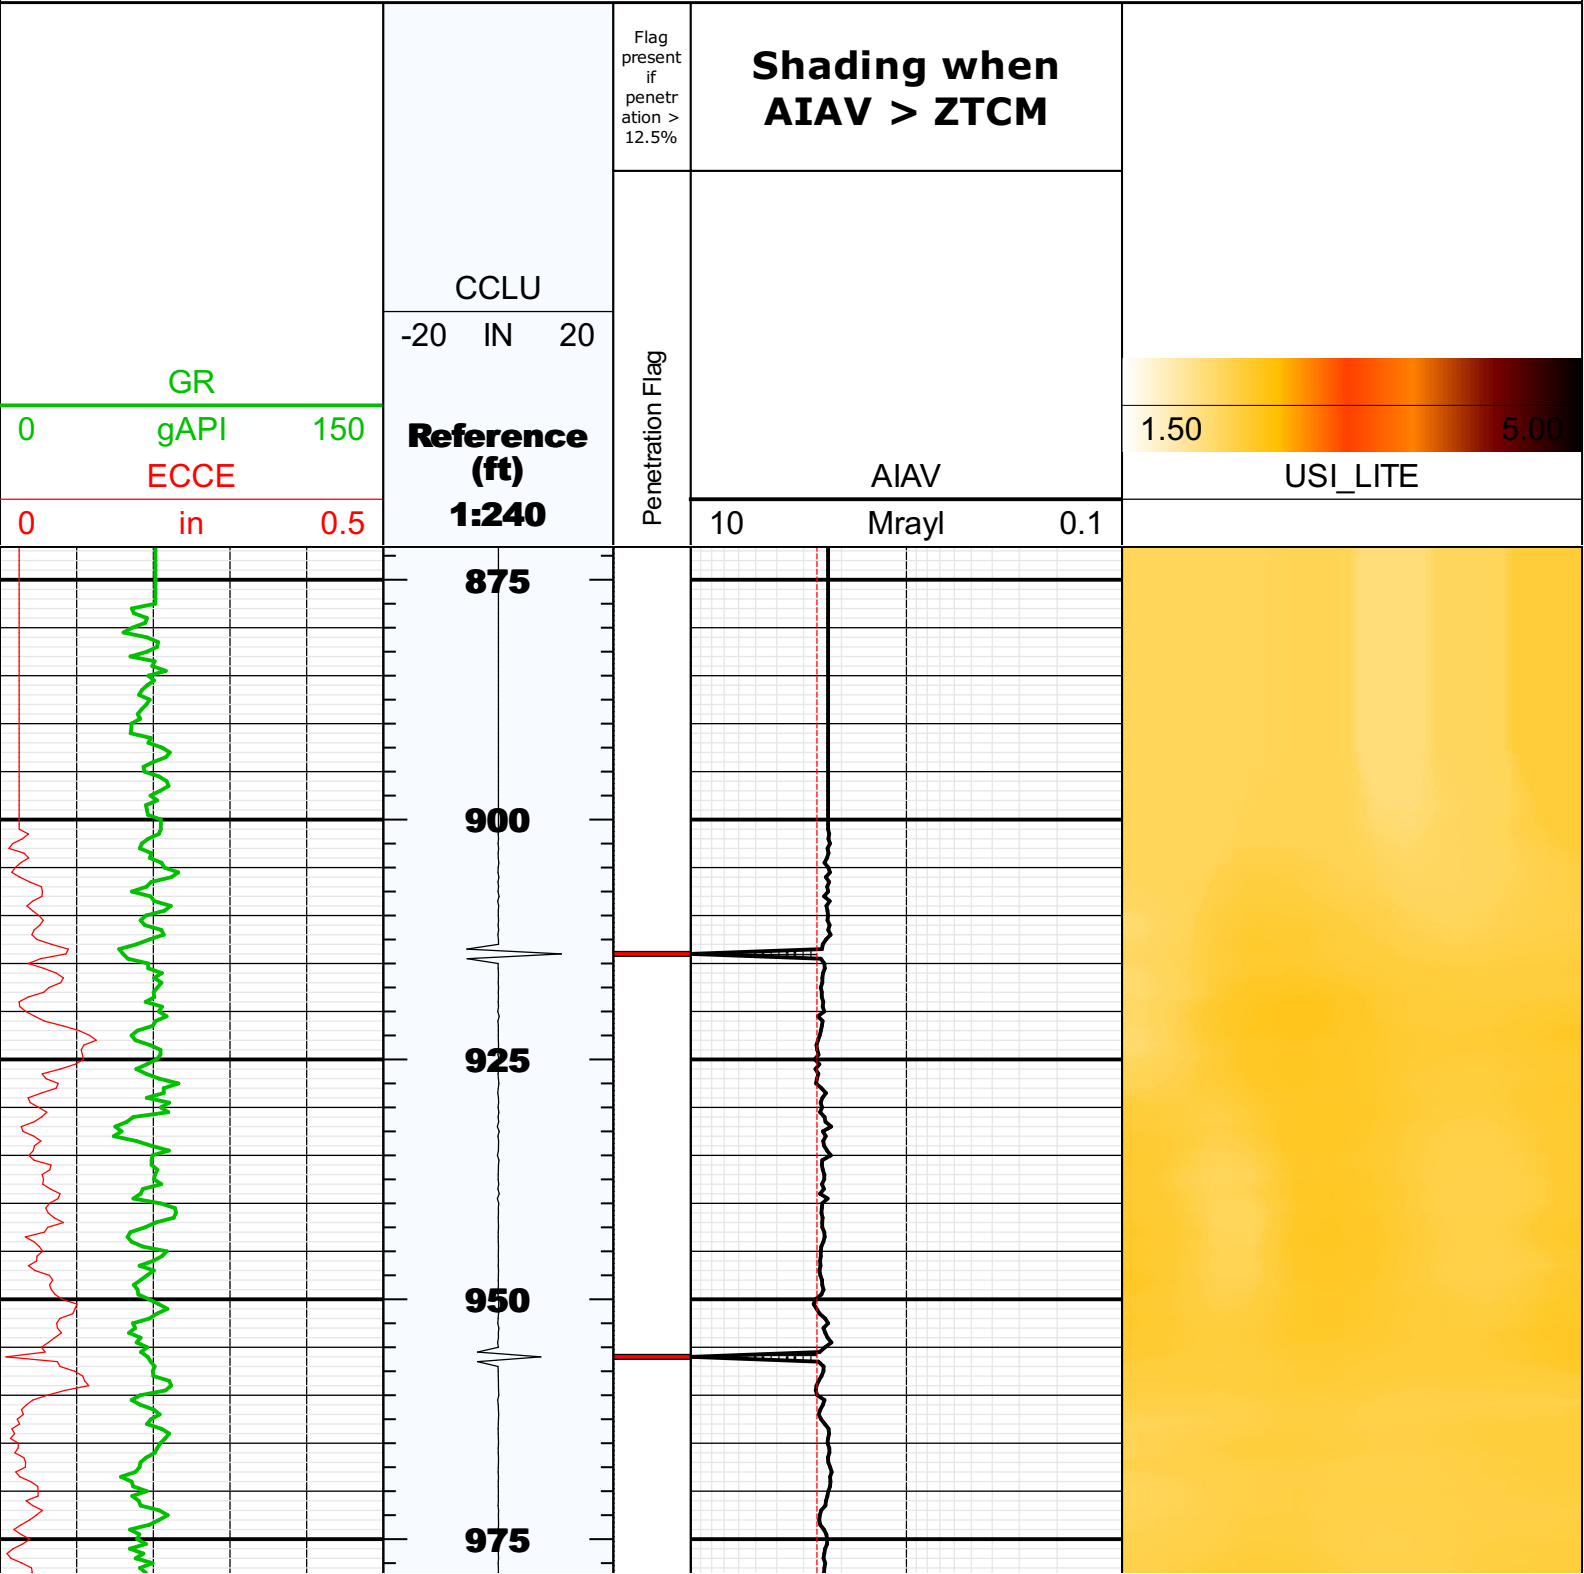 GR
0 gAPI 150
ECCE
0 in 0.5
CCLU
-20 IN 20
Reference
(ft)
1:240
Flag
present
if
penetr
ation >
12.5%
Penetration Flag
Shading when
AIAV > ZTCM
AIAV
10 Mrayl 0.1
1.50 5.00
USI_LITE
875
900
925
950
975